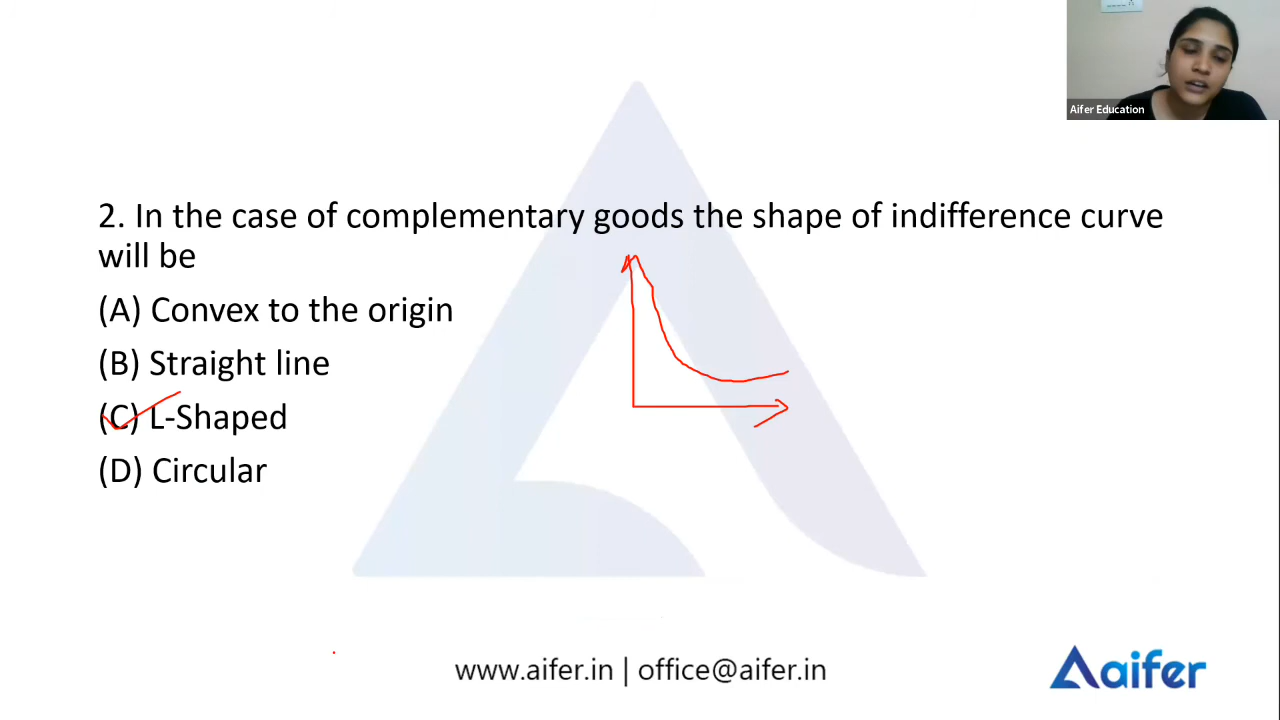 Aifer Education
2. In the case of complementary goods the shape of indifference curve
will be
(A) Convex to the origin
(B) Straight line
(C) L-Shaped
(D) Circular
www.aifer.in | office@aifer.in
aifer